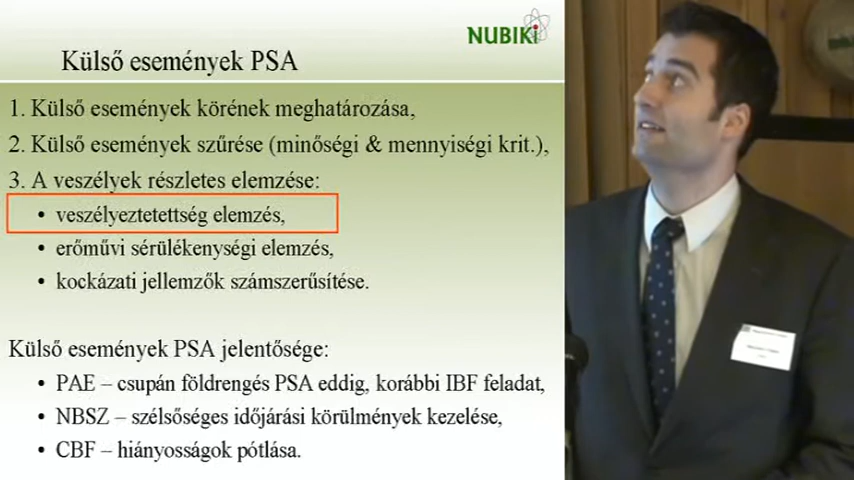 NUBIKi
Külső események PSA
1. Külső események körének meghatározása,
2. Külső események szűrése (minőségi & mennyiségi krit.),
3. A veszélyek részletes elemzése:
• veszélyeztetettség elemzés,
• erőművi sérülékenységi elemzés,
• kockázati jellemzők számszerűsítése.
Külső események PSA jelentősége:
• PAE – csupán földrengés PSA eddig, korábbi IBF feladat,
• NBSZ – szélsőséges időjárási körülmények kezelése,
• CBF – hiányosságok pótlása.